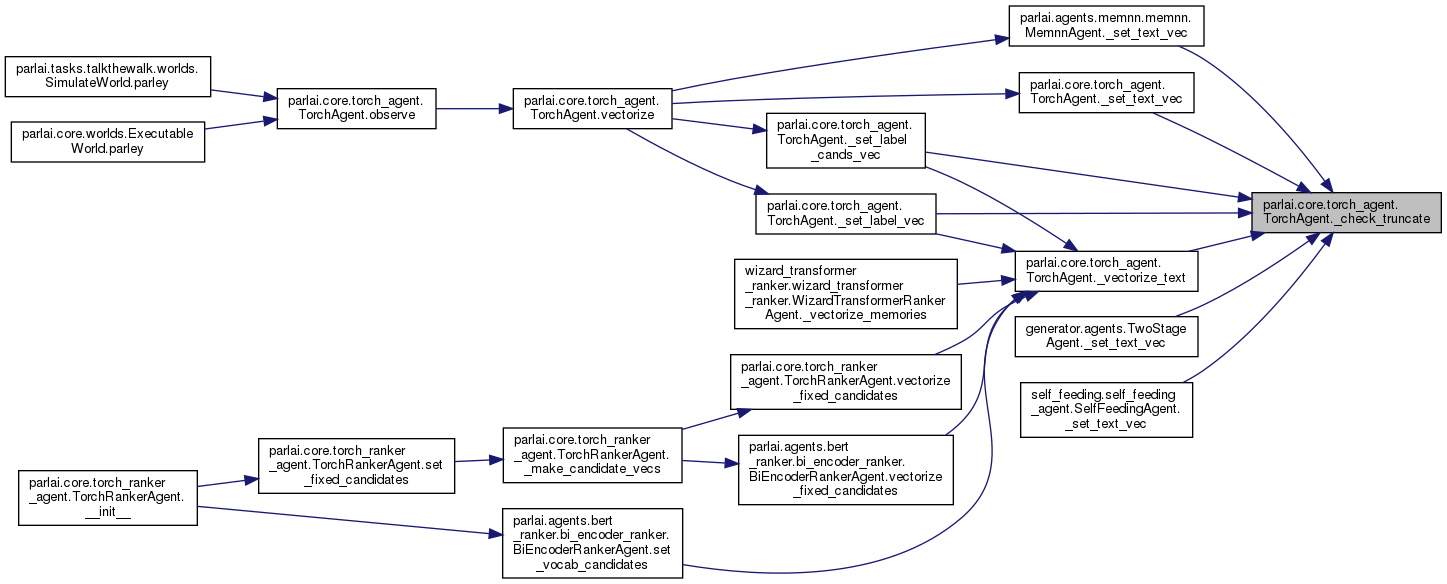 parlai.agents.memnn.memnn.
MemnnAgent._set_text_vec
parlai.tasks.talkthewalk.worlds.
SimulateWorld.parley
parlai.core.torch_agent.
TorchAgent.observe
parlai.core.torch_agent.
TorchAgent.vectorize
parlai.core.torch_agent.
TorchAgent._set_text_vec
parlai.core.worlds.Executable
World.parley
parlai.core.torch_agent.
TorchAgent._set_label
_cands_vec
parlai.core.torch_agent.
TorchAgent._set_label_vec
parlai.core.torch_agent.
TorchAgent._check_truncate
parlai.core.torch_agent.
TorchAgent._vectorize_text
wizard_transformer
_ranker.wizard_transformer
_ranker.WizardTransformerRanker
Agent._vectorize_memories
generator.agents.TwoStage
Agent._set_text_vec
parlai.core.torch_ranker
_agent.TorchRankerAgent.vectorize
_fixed_candidates
self_feeding.self_feeding
_agent.SelfFeedingAgent.
_set_text_vec
parlai.core.torch_ranker
_agent.TorchRankerAgent.
__init__
parlai.core.torch_ranker
_agent.TorchRankerAgent.set
_fixed_candidates
parlai.core.torch_ranker
_agent.TorchRankerAgent.
_make_candidate_vecs
parlai.agents.bert
_ranker.bi_encoder_ranker.
BiEncoderRankerAgent.vectorize
_fixed_candidates
parlai.agents.bert
_ranker.bi_encoder_ranker.
BiEncoderRankerAgent.set
_vocab_candidates